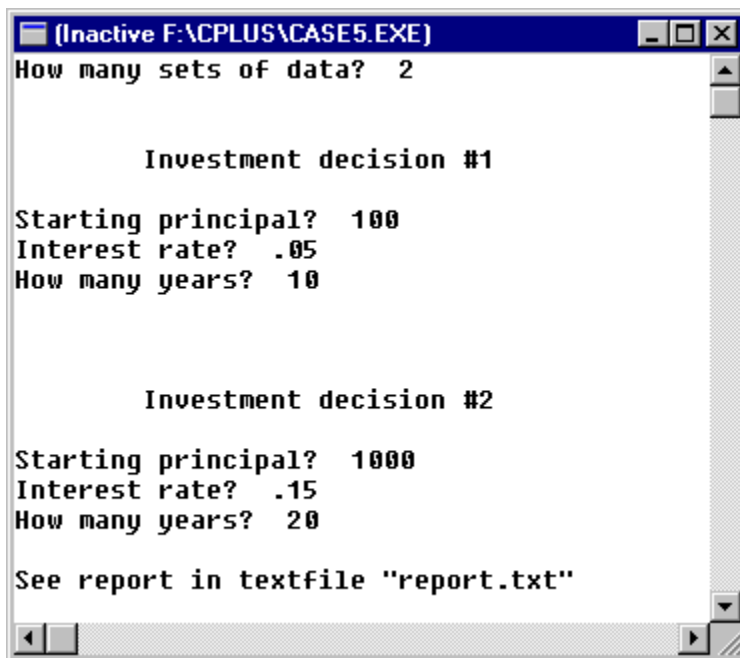 (Inactive F:\CPLUS\CASE5.EXE)
How many sets of data?  2
Investment decision #1
Starting principal?  100
Interest rate?  .05
How many years?  10
Investment decision #2
Starting principal?  1000
Interest rate?  .15
How many years?  20
See report in textfile "report.txt"